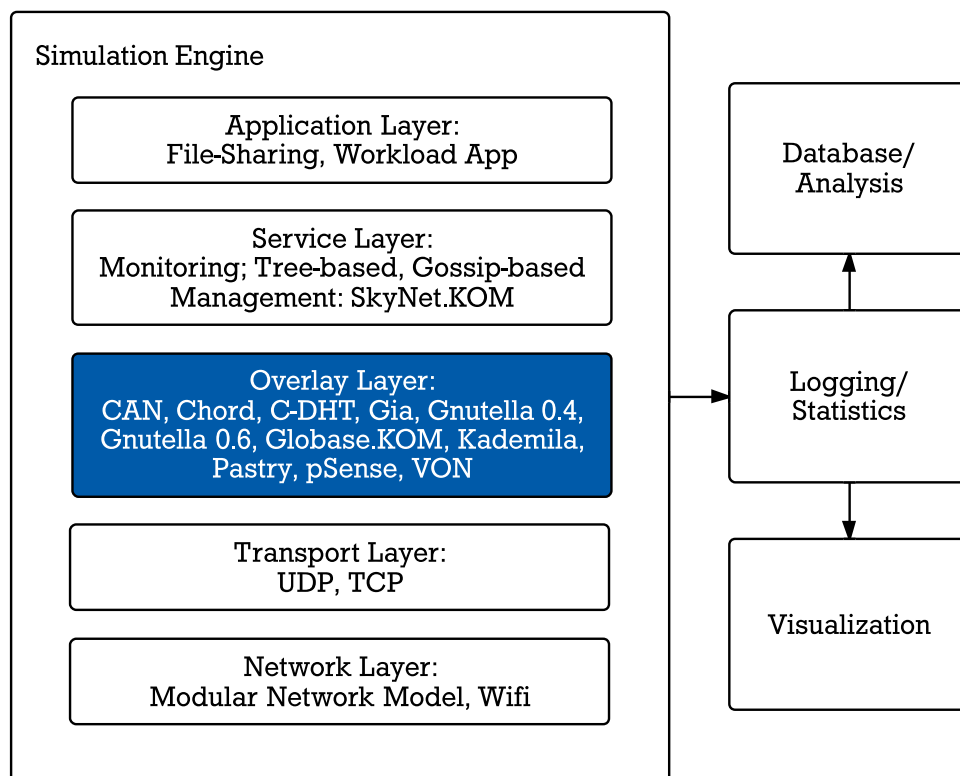 Simulation Engine
Application Layer:
File-Sharing, Workload App
Service Layer:
Monitoring; Tree-based, Gossip-based
Management: SkyNet.KOM
Overlay Layer:
CAN, Chord, C-DHT, Gia, Gnutella 0.4,
Gnutella 0.6, Globase.KOM, Kademila,
Pastry, pSense, VON
Transport Layer:
UDP, TCP
Network Layer:
Modular Network Model, Wifi
Database/
Analysis
Logging/
Statistics
Visualization